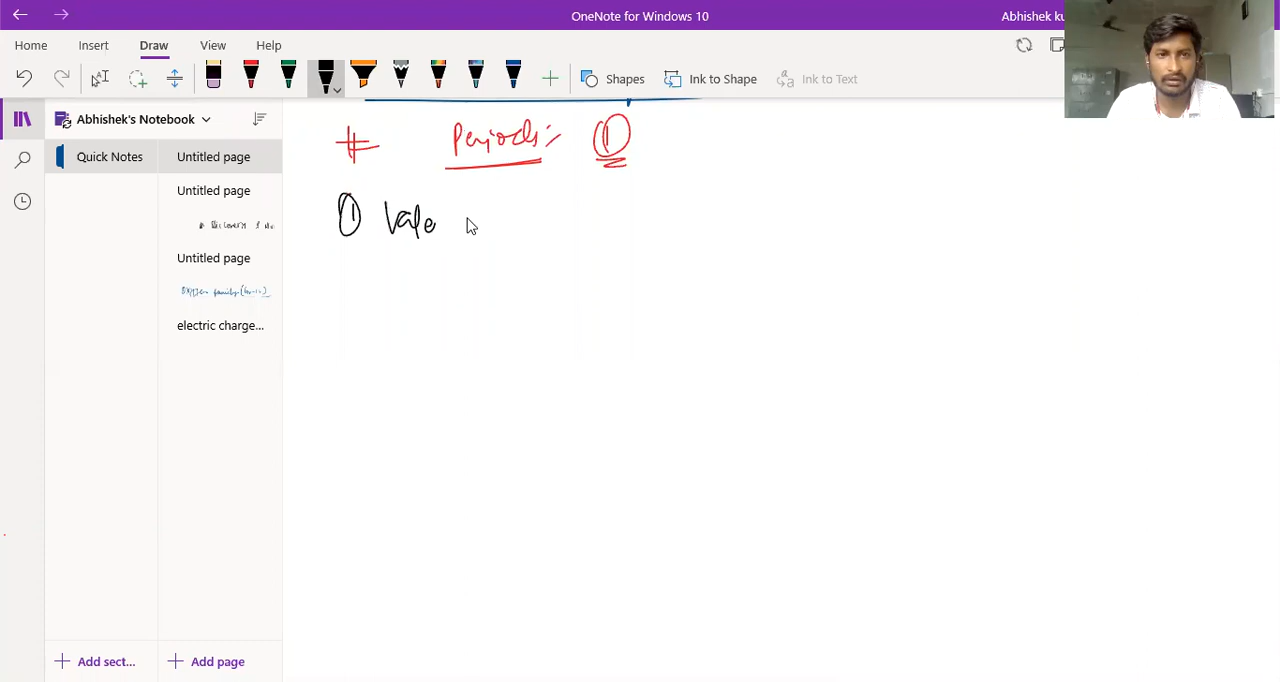 OneNote for Windows 10
Abhishek ku
Home Insert Draw View Help
Shapes Ink to Shape Ink to Text
Abhishek's Notebook
Quick Notes
Untitled page
Untitled page
Untitled page
electric charge...
# Periods :- ①
① Vale
Add sect... Add page